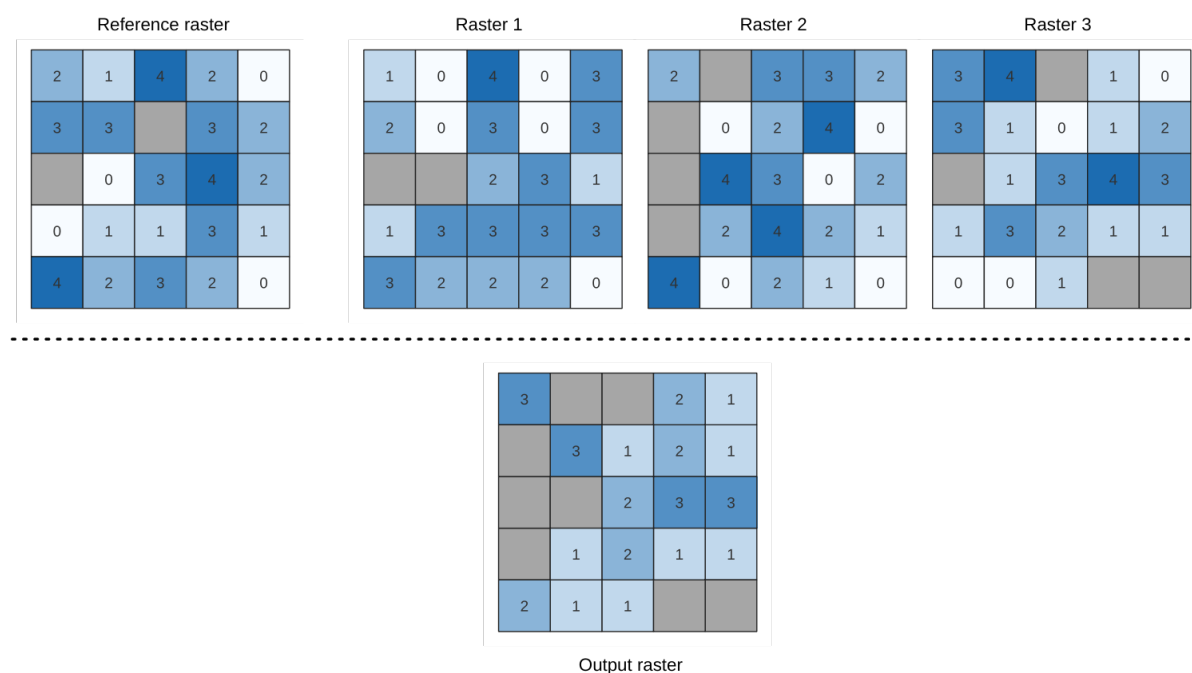 Reference raster Raster 1 Raster 2 Raster 3
2 1 4 2 0 1 0 4 0 3 2 3 3 2 3 4 1 0
3 3 3 2 2 0 3 0 3 0 2 4 0 3 1 0 1 2
0 3 4 2 2 3 1 4 3 0 2 1 3 4 3
0 1 1 3 1 1 3 3 3 3 2 4 2 1 1 3 2 1 1
4 2 3 2 0 3 2 2 2 0 4 0 2 1 0 0 0 1
3 2 1
3 1 2 1
2 3 3
1 2 1 1
2 1 1
Output raster